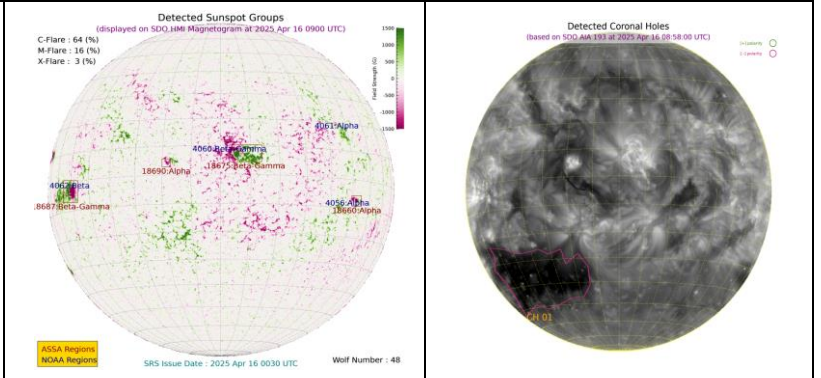 Detected Sunspot Groups
(displayed on SDO HMI Magnetogram at 2025 Apr 16 0900 UTC)
C-Flare : 64 (%)
M-Flare : 16 (%)
X-Flare : 3 (%)
1500
1000
500
0
-500
-1000
-1500
Field Strength (G)
4061:Alpha
4060:Beta-Gamma
18675:Beta-Gamma
18690:Alpha
4062:Beta
18687:Beta-Gamma
4056:Alpha
18660:Alpha
ASSA Regions
NOAA Regions
SRS Issue Date : 2025 Apr 16 0030 UTC
Wolf Number : 48
Detected Coronal Holes
(based on SDO AIA 193 at 2025 Apr 16 08:58:00 UTC)
(+) polarity
(-) polarity
CH 01